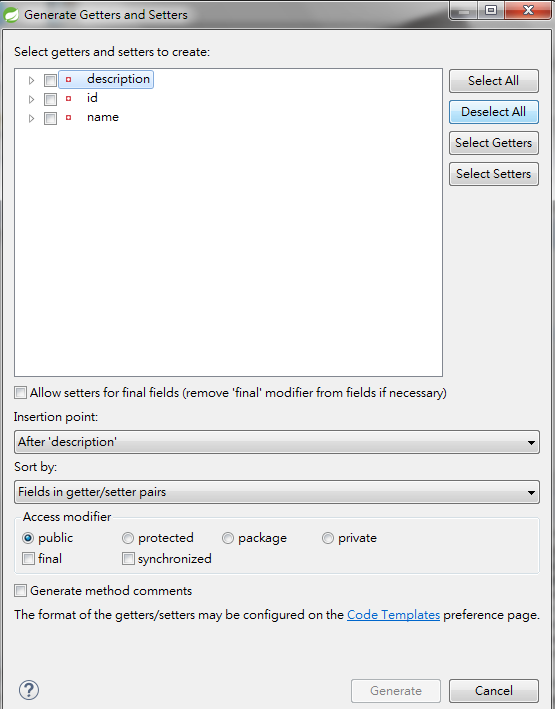 Generate Getters and Setters
Select getters and setters to create:
description
id
name
Select All
Deselect All
Select Getters
Select Setters
Allow setters for final fields (remove 'final' modifier from fields if necessary)
Insertion point:
After 'description'
Sort by:
Fields in getter/setter pairs
Access modifier
public protected package private
final synchronized
Generate method comments
The format of the getters/setters may be configured on the Code Templates preference page.
?
Generate Cancel